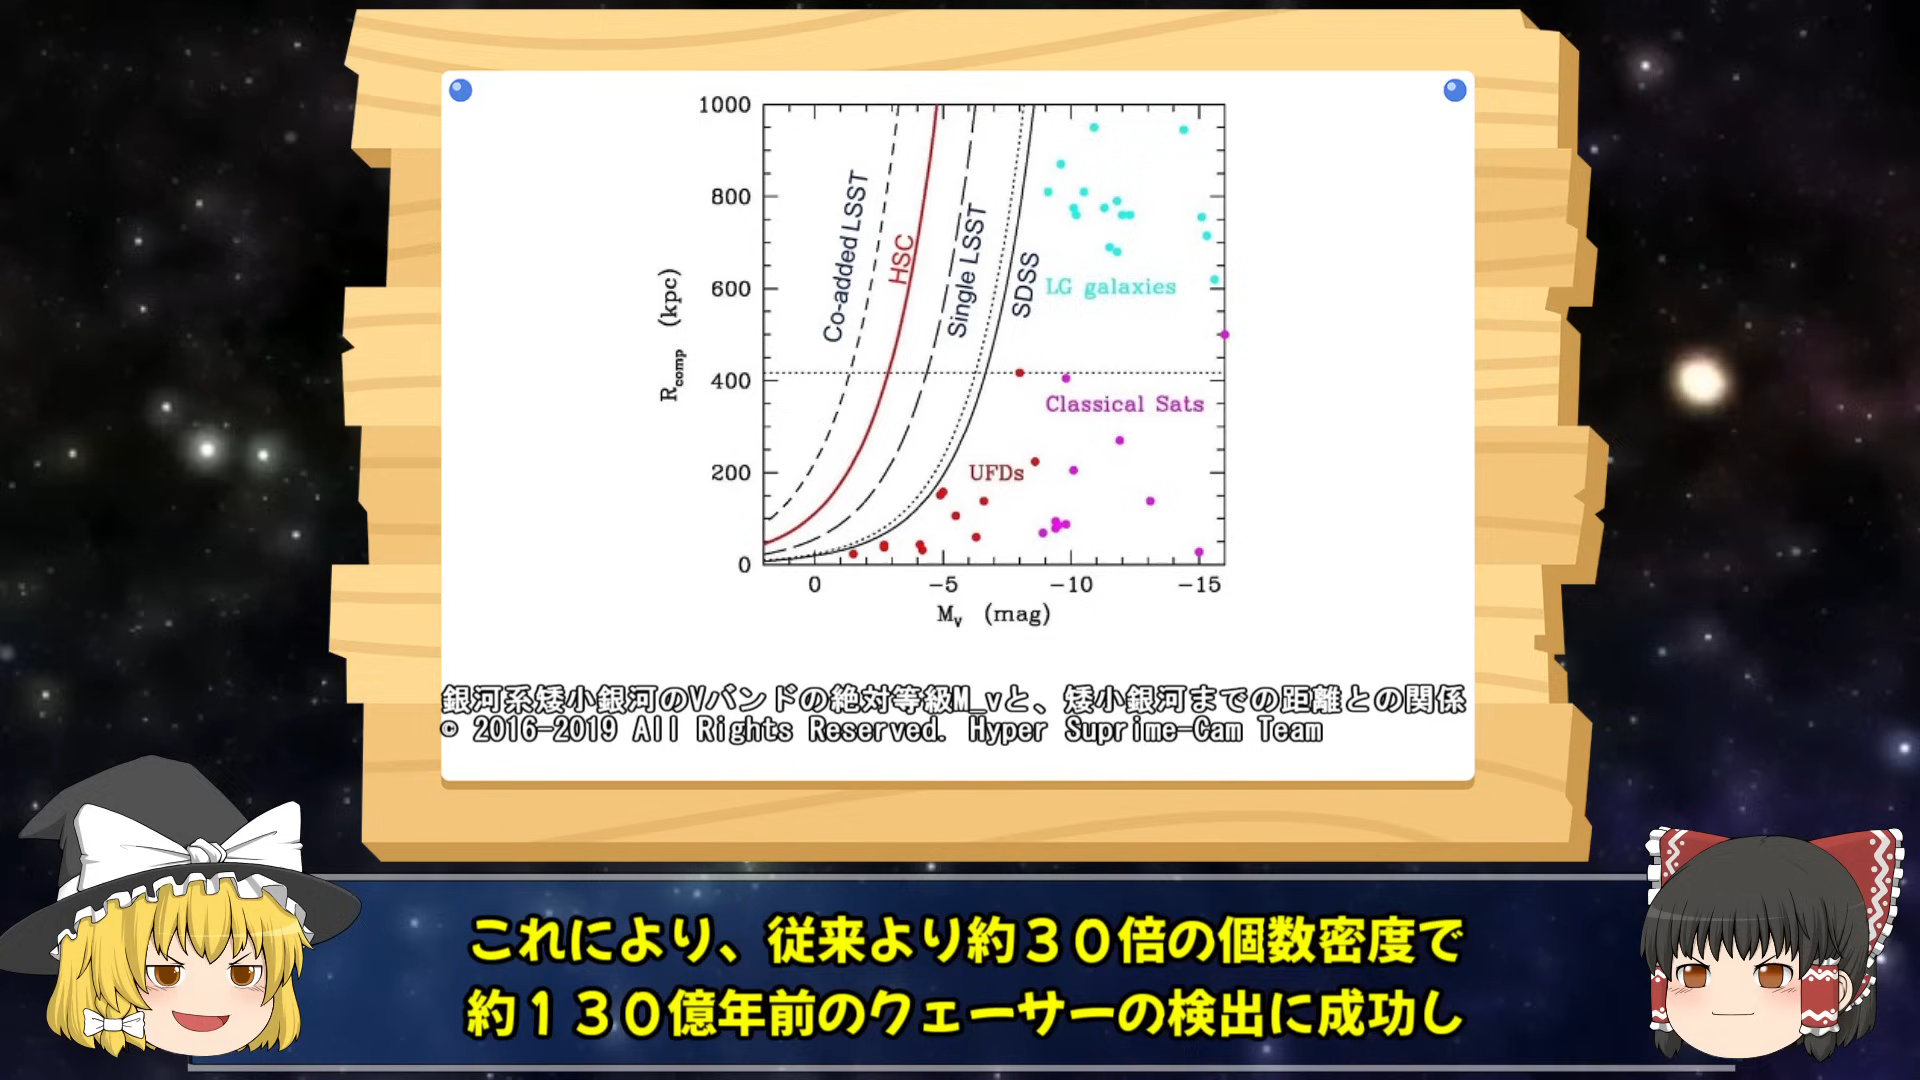 1000
800
600
400
200
0
R_comp (kpc)
Co-added LSST
HSC
Single LSST
SDSS
LG galaxies
Classical Sats
UFDs
0 −5 −10 −15
M_V (mag)
銀河系矮小銀河のVバンドの絶対等級M_vと、矮小銀河までの距離との関係
© 2016-2019 All Rights Reserved. Hyper Suprime-Cam Team
これにより、従来より約３０倍の個数密度で
約１３０億年前のクェーサーの検出に成功し